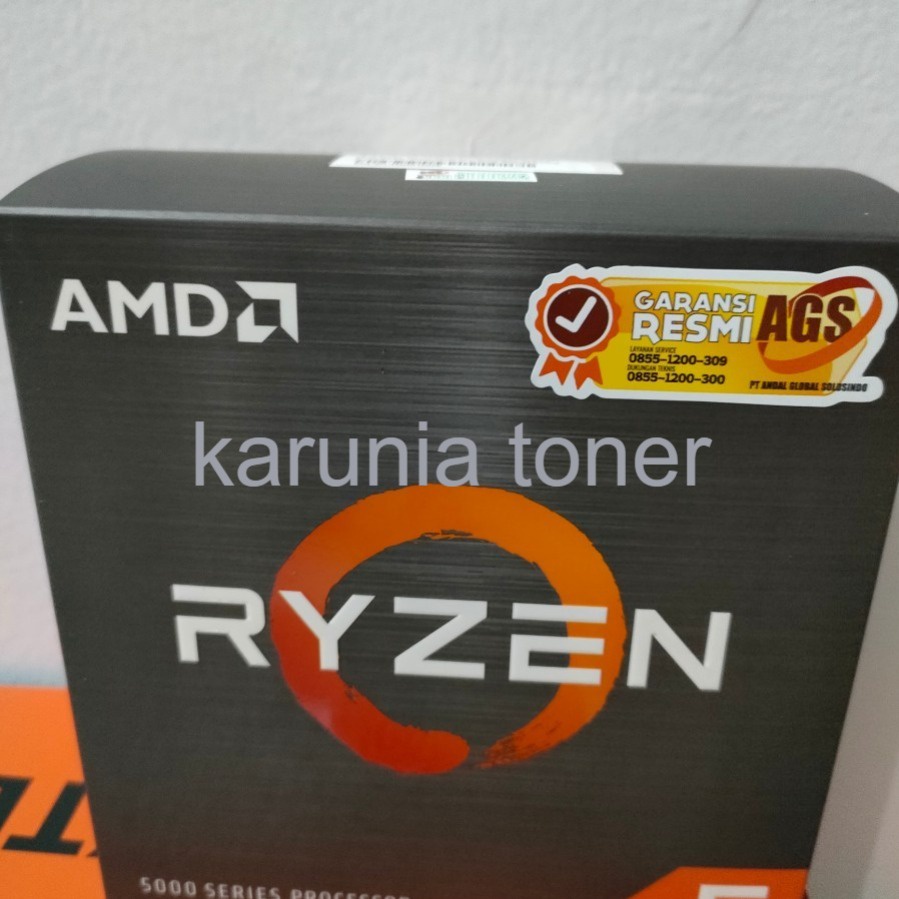 AMD
GARANSI
RESMI
AGS
LAYANAN SERVICE
0855-1200-309
DUKUNGAN TEKNIS
0855-1200-300
PT ANDAL GLOBAL SOLUSINDO
karunia toner
RYZEN
5000 SERIES PROCESSOR
5